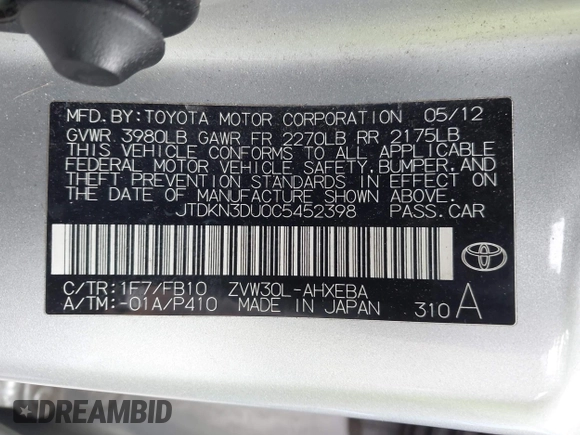 MFD. BY: TOYOTA MOTOR CORPORATION 05/12
GVWR 3980LB GAWR FR 2270LB RR 2175LB
THIS VEHICLE CONFORMS TO ALL APPLICABLE
FEDERAL MOTOR VEHICLE SAFETY, BUMPER, AND
THEFT PREVENTION STANDARDS IN EFFECT ON
THE DATE OF MANUFACTURE SHOWN ABOVE.
JTDKN3DU0C5452398 PASS. CAR
C/TR: 1F7/FB10 ZVW30L-AHXEBA
A/TM: -01A/P410 MADE IN JAPAN 310 A
DREAMBID